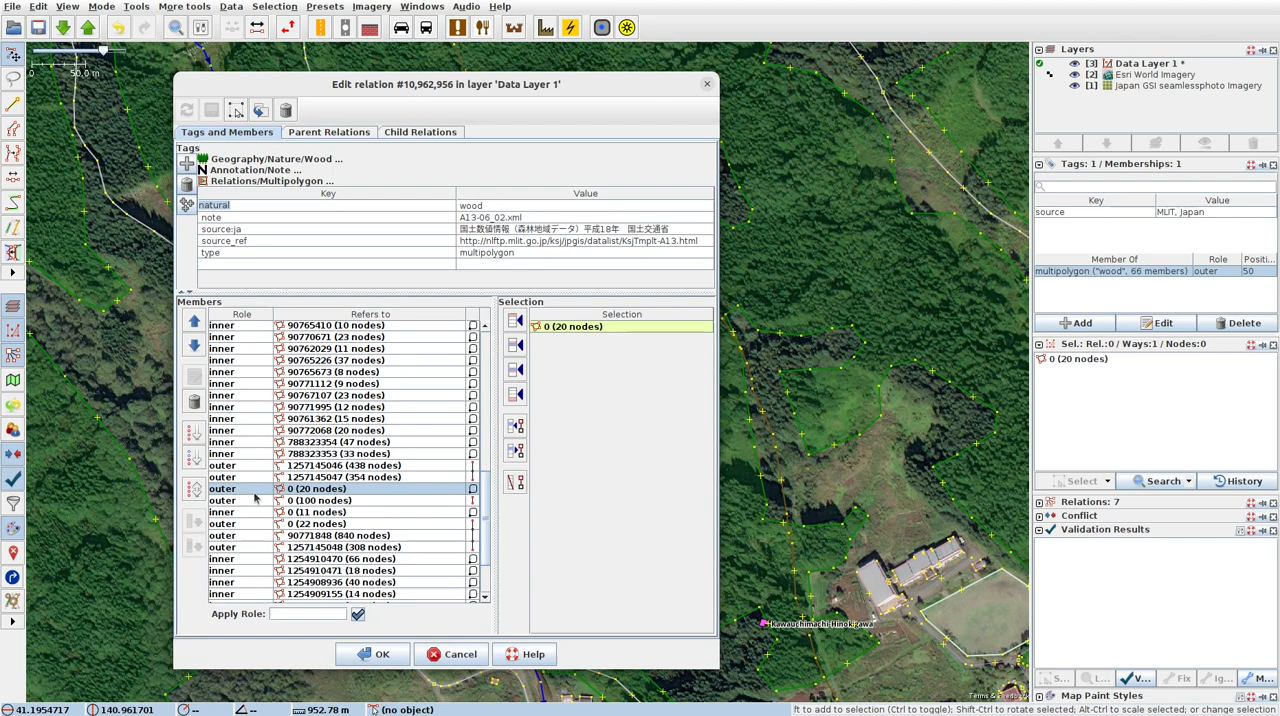 File Edit View Mode Tools More tools Data Selection Presets Imagery Windows Audio Help
0 50,0 m
Edit relation #10,962,956 in layer 'Data Layer 1'
Tags and Members Parent Relations Child Relations
Tags
Geography/Nature/Wood ...
Annotation/Note ...
Relations/Multipolygon ...
Key Value
natural wood
note A13-06_02.xml
source:ja 国土数値情報（森林地域データ）平成18年　国土交通省
source_ref http://nlftp.mlit.go.jp/ksj/jpgis/datalist/KsjTmplt-A13.html
type multipolygon
Members
Role Refers to
inner 90765410 (10 nodes)
inner 90770671 (23 nodes)
inner 90762029 (11 nodes)
inner 90765226 (37 nodes)
inner 90765673 (8 nodes)
inner 90771112 (9 nodes)
inner 90767107 (23 nodes)
inner 90771995 (12 nodes)
inner 90761362 (15 nodes)
inner 90772068 (20 nodes)
inner 788323354 (47 nodes)
inner 788323353 (33 nodes)
outer 1257145046 (438 nodes)
outer 1257145047 (354 nodes)
outer 0 (20 nodes)
outer 0 (100 nodes)
inner 0 (11 nodes)
outer 0 (22 nodes)
outer 90771848 (840 nodes)
outer 1257145048 (308 nodes)
inner 1254910470 (66 nodes)
inner 1254910471 (18 nodes)
inner 1254908936 (40 nodes)
inner 1254909155 (14 nodes)
Apply Role:
Selection
Selection
0 (20 nodes)
OK Cancel Help
Kawauchimachi-Hinokigawa
Layers
[3] Data Layer 1 *
[2] Esri World Imagery
[1] Japan GSI seamlessphoto Imagery
Tags: 1 / Memberships: 1
Key Value
source MLIT, Japan
Member Of Role Positi...
multipolygon ("wood", 66 members) outer 50
Add Edit Delete
Sel.: Rel.:0 / Ways:1 / Nodes:0
0 (20 nodes)
Select Search History
Relations: 7
Conflict
Validation Results
S... L... V... Fix Ig... M...
Map Paint Styles
41.1954717 140.961701 -- -- 952.78 m (no object) ft to add to selection (Ctrl to toggle); Shift-Ctrl to rotate selected; Alt-Ctrl to scale selected; or change selection